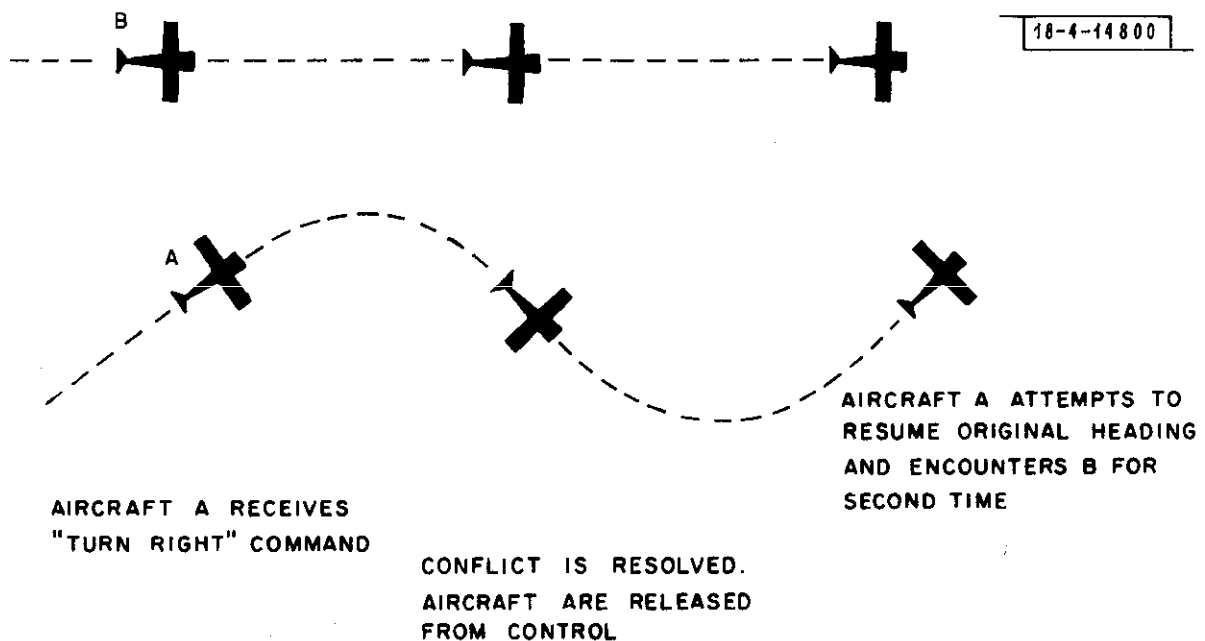 B
18-4-14800
A
AIRCRAFT A RECEIVES
"TURN RIGHT" COMMAND
CONFLICT IS RESOLVED.
AIRCRAFT ARE RELEASED
FROM CONTROL
AIRCRAFT A ATTEMPTS TO
RESUME ORIGINAL HEADING
AND ENCOUNTERS B FOR
SECOND TIME